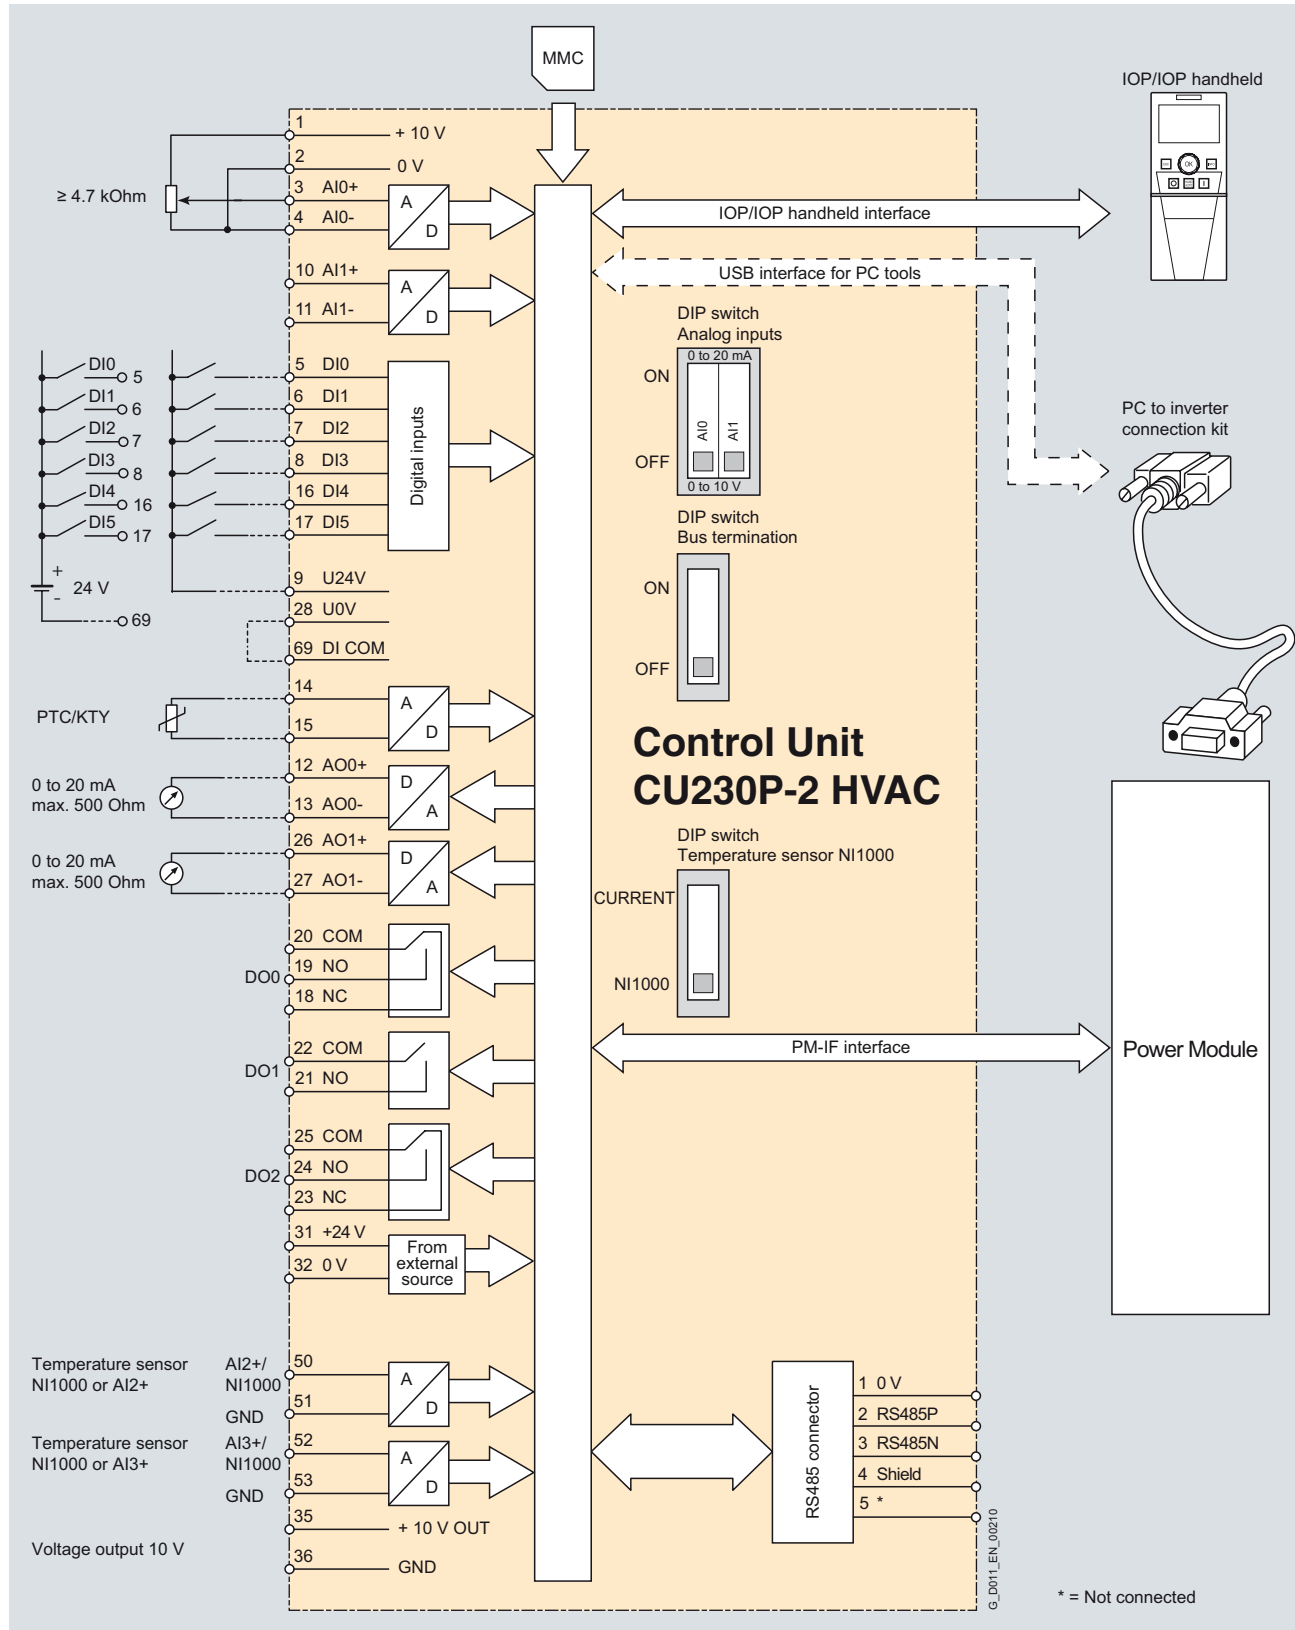 MMC
IOP/IOP handheld
1
+ 10 V
2
0 V
≥ 4.7 kOhm
3 AI0+
4 AI0-
A
D
IOP/IOP handheld interface
10 AI1+
11 AI1-
A
D
USB interface for PC tools
DIP switch
Analog inputs
0 to 20 mA
ON
AI0
AI1
OFF
0 to 10 V
PC to inverter
connection kit
DI0
5
DI1
6
DI2
7
DI3
8
DI4
16
DI5
17
+
24 V
-
69
5 DI0
6 DI1
7 DI2
8 DI3
16 DI4
17 DI5
Digital inputs
9 U24V
28 U0V
69 DI COM
DIP switch
Bus termination
ON
OFF
PTC/KTY
14
15
A
D
Control Unit
CU230P-2 HVAC
0 to 20 mA
max. 500 Ohm
12 AO0+
13 AO0-
D
A
0 to 20 mA
max. 500 Ohm
26 AO1+
27 AO1-
D
A
DIP switch
Temperature sensor NI1000
CURRENT
NI1000
DO0
20 COM
19 NO
18 NC
DO1
22 COM
21 NO
PM-IF interface
Power Module
DO2
25 COM
24 NO
23 NC
31 +24 V
32 0 V
From
external
source
Temperature sensor
NI1000 or AI2+
AI2+/
NI1000
GND
50
51
A
D
Temperature sensor
NI1000 or AI3+
AI3+/
NI1000
GND
52
53
A
D
RS485 connector
1 0 V
2 RS485P
3 RS485N
4 Shield
5 *
Voltage output 10 V
35
+ 10 V OUT
36
GND
G_D011_EN_00210
* = Not connected